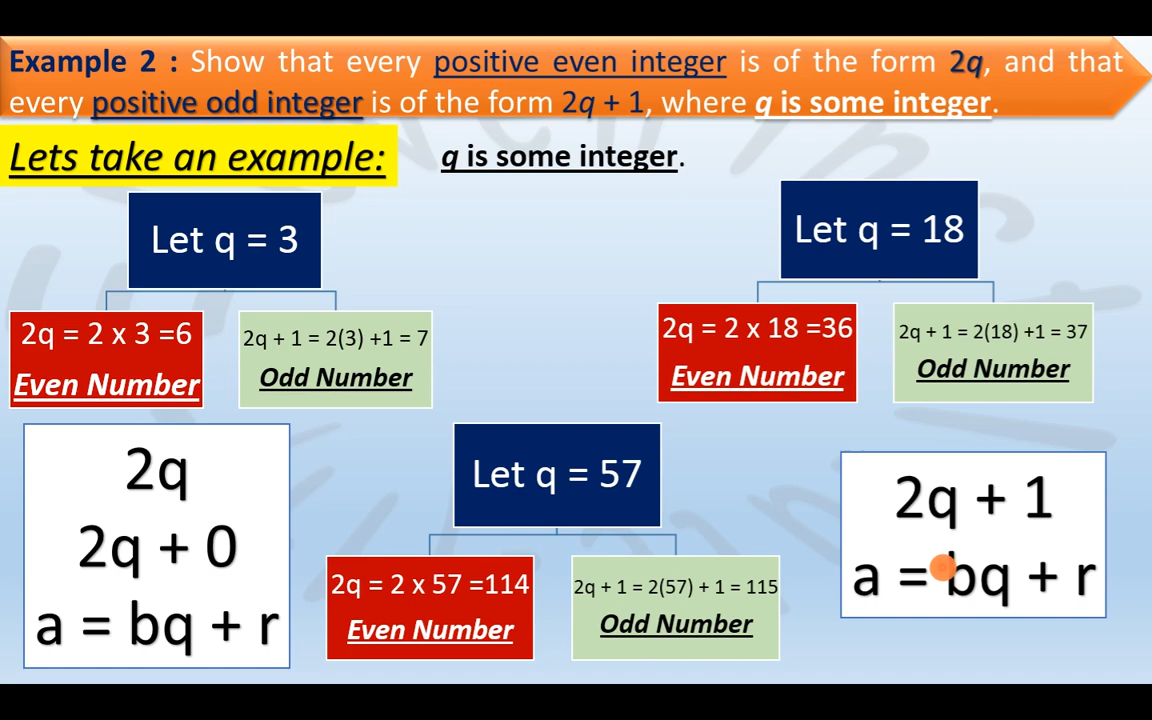 Example 2 : Show that every positive even integer is of the form 2q, and that
every positive odd integer is of the form 2q + 1, where q is some integer.
Lets take an example:
q is some integer.
Let q = 3
2q = 2 x 3 =6
Even Number
2q + 1 = 2(3) +1 = 7
Odd Number
Let q = 18
2q = 2 x 18 =36
Even Number
2q + 1 = 2(18) +1 = 37
Odd Number
2q
2q + 0
a = bq + r
Let q = 57
2q = 2 x 57 =114
Even Number
2q + 1 = 2(57) + 1 = 115
Odd Number
2q + 1
a = bq + r